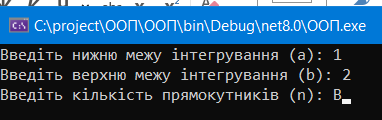 C:\project\ООП\ООП\bin\Debug\net8.0\ООП.exe
Введіть нижню межу інтегрування (a): 1
Введіть верхню межу інтегрування (b): 2
Введіть кількість прямокутників (n): В